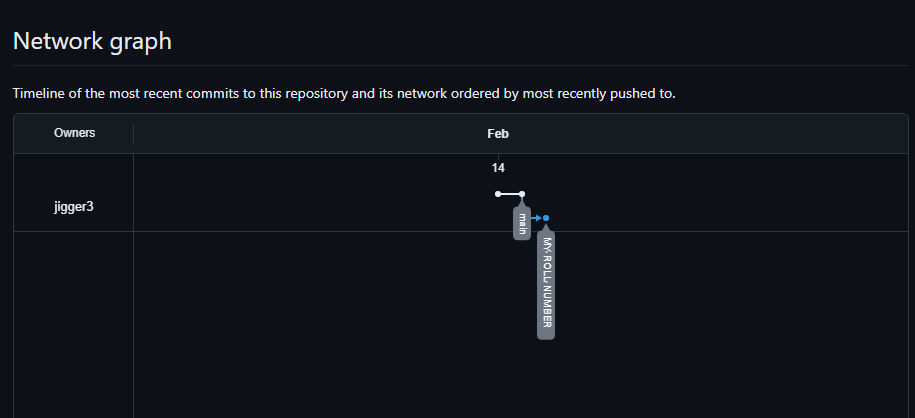 Network graph
Timeline of the most recent commits to this repository and its network ordered by most recently pushed to.
Owners
Feb
14
jigger3
main
MY-ROLL-NUMBER